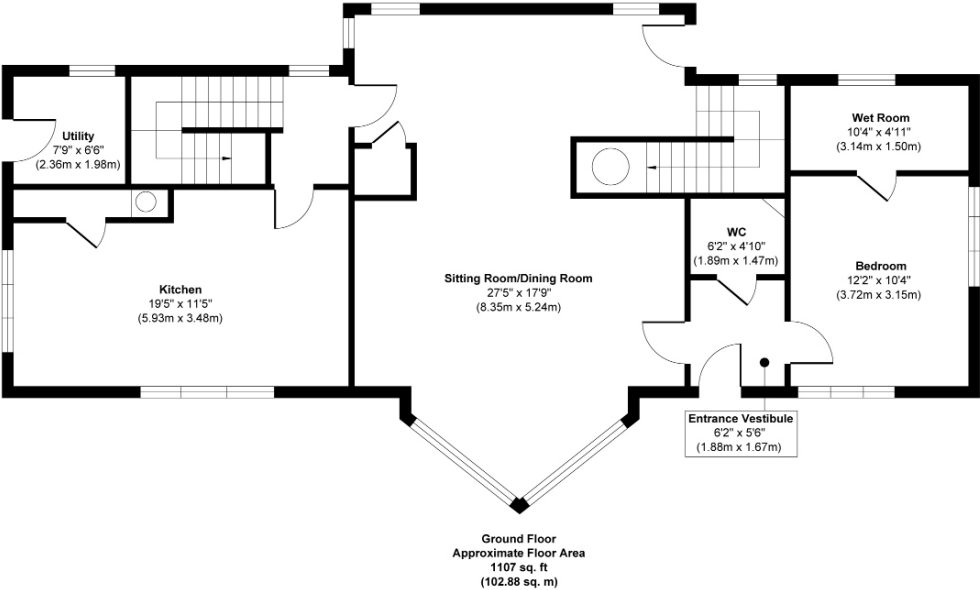 Utility
7'9" x 6'6"
(2.36m x 1.98m)
Wet Room
10'4" x 4'11"
(3.14m x 1.50m)
WC
6'2" x 4'10"
(1.89m x 1.47m)
Bedroom
12'2" x 10'4"
(3.72m x 3.15m)
Sitting Room/Dining Room
27'5" x 17'9"
(8.35m x 5.24m)
Kitchen
19'5" x 11'5"
(5.93m x 3.48m)
Entrance Vestibule
6'2" x 5'6"
(1.88m x 1.67m)
Ground Floor
Approximate Floor Area
1107 sq. ft
(102.88 sq. m)